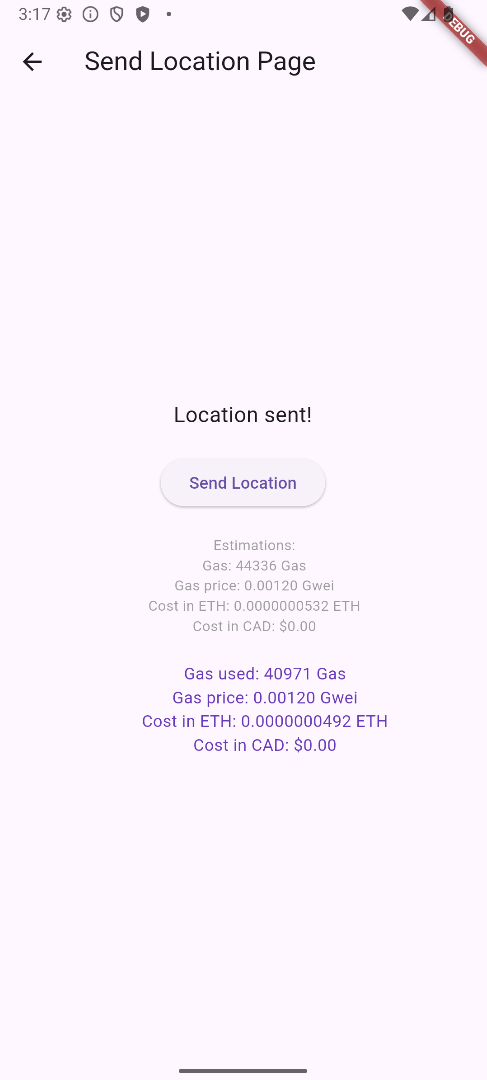 3:17
Send Location Page
Location sent!
Send Location
Estimations:
Gas: 44336 Gas
Gas price: 0.00120 Gwei
Cost in ETH: 0.0000000532 ETH
Cost in CAD: $0.00
Gas used: 40971 Gas
Gas price: 0.00120 Gwei
Cost in ETH: 0.0000000492 ETH
Cost in CAD: $0.00